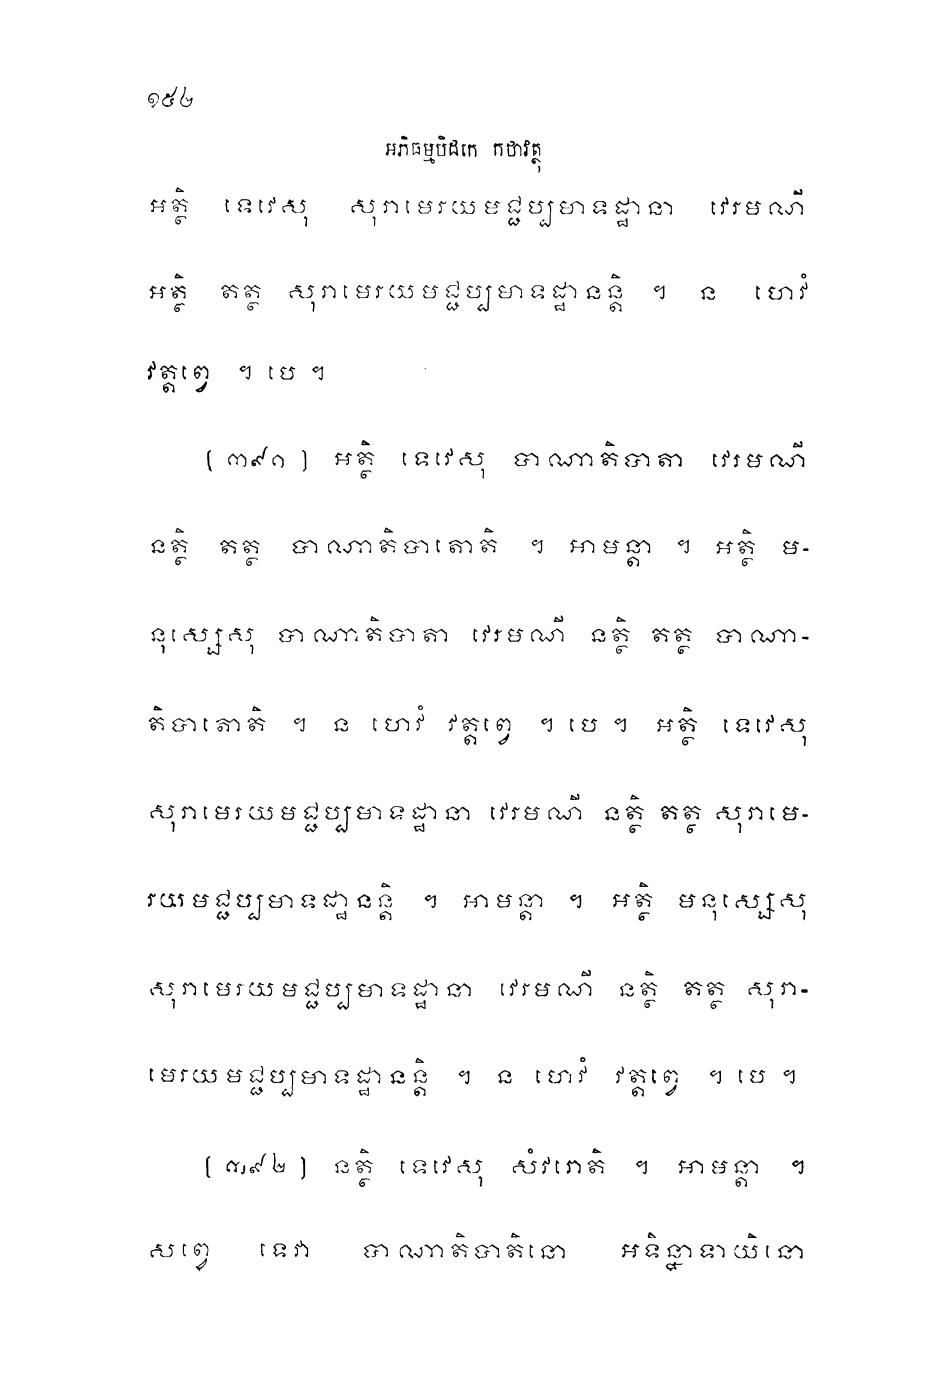 ១៥៤
អភិធម្មបិដកេ កថាវត្ថុ
អត្ថិ ទេវេសុ សុរាមេរយមជ្ជប្បមាទដ្ឋានា វេរមណី
អត្ថិ តត្ថ សុរាមេរយមជ្ជប្បមាទដ្ឋានន្តិ ។ ន ហេវំ
វត្តព្វេ ។ បេ ។
(៣៩១) អត្ថិ ទេវេសុ បាណាតិបាតា វេរមណី
នត្ថិ តត្ថ បាណាតិបាតោតិ ។ អាមន្តា ។ អត្ថិ ម-
នុស្សេសុ បាណាតិបាតា វេរមណី នត្ថិ តត្ថ បាណា-
តិបាតោតិ ។ ន ហេវំ វត្តព្វេ ។ បេ ។ អត្ថិ ទេវេសុ
សុរាមេរយមជ្ជប្បមាទដ្ឋានា វេរមណី នត្ថិ តត្ថ សុរាមេ-
រយមជ្ជប្បមាទដ្ឋានន្តិ ។ អាមន្តា ។ អត្ថិ មនុស្សេសុ
សុរាមេរយមជ្ជប្បមាទដ្ឋានា វេរមណី នត្ថិ តត្ថ សុរា-
មេរយមជ្ជប្បមាទដ្ឋានន្តិ ។ ន ហេវំ វត្តព្វេ ។ បេ ។
(៣៩២) នត្ថិ ទេវេសុ សំវរោតិ ។ អាមន្តា ។
សព្វេ ទេវា បាណាតិបាតិនោ អទិន្នាទាយិនោ